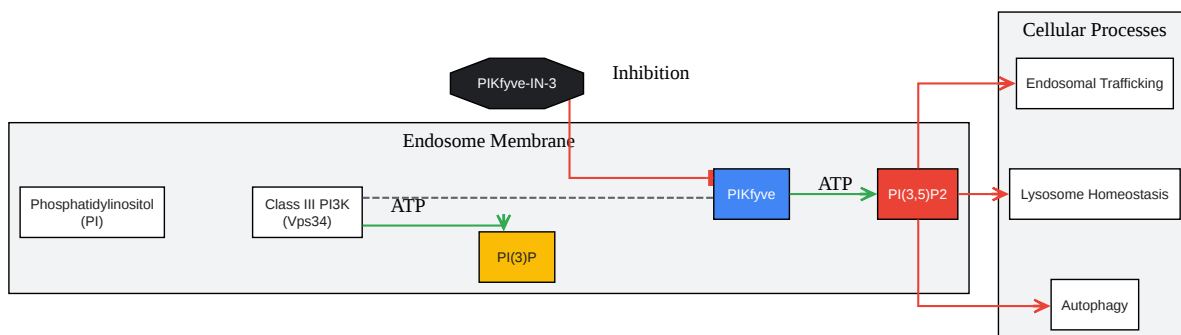 Cellular Processes
PIKfyve-IN-3
Inhibition
Endosomal Trafficking
Endosome Membrane
Phosphatidylinositol
(PI)
Class III PI3K
(Vps34)
ATP
PI(3)P
PIKfyve
ATP
PI(3,5)P2
Lysosome Homeostasis
Autophagy